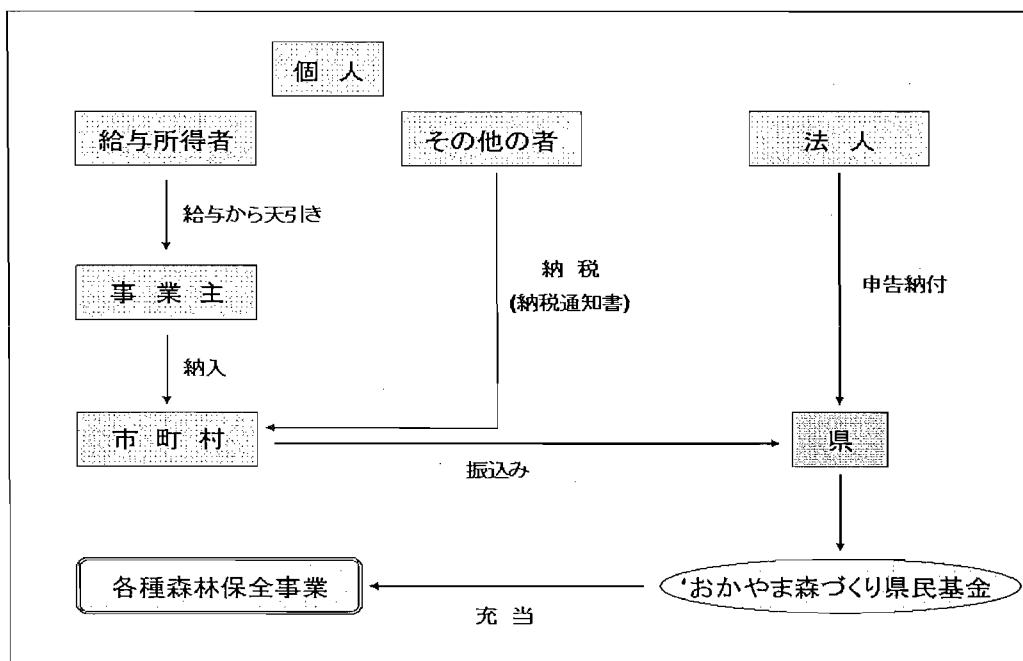 個 人
給与所得者
その他の者
法 人
給与から天引き
納 税
(納税通知書)
申告納付
事 業 主
納入
市 町 村
振込み
県
各種森林保全事業
充 当
おかやま森づくり県民基金